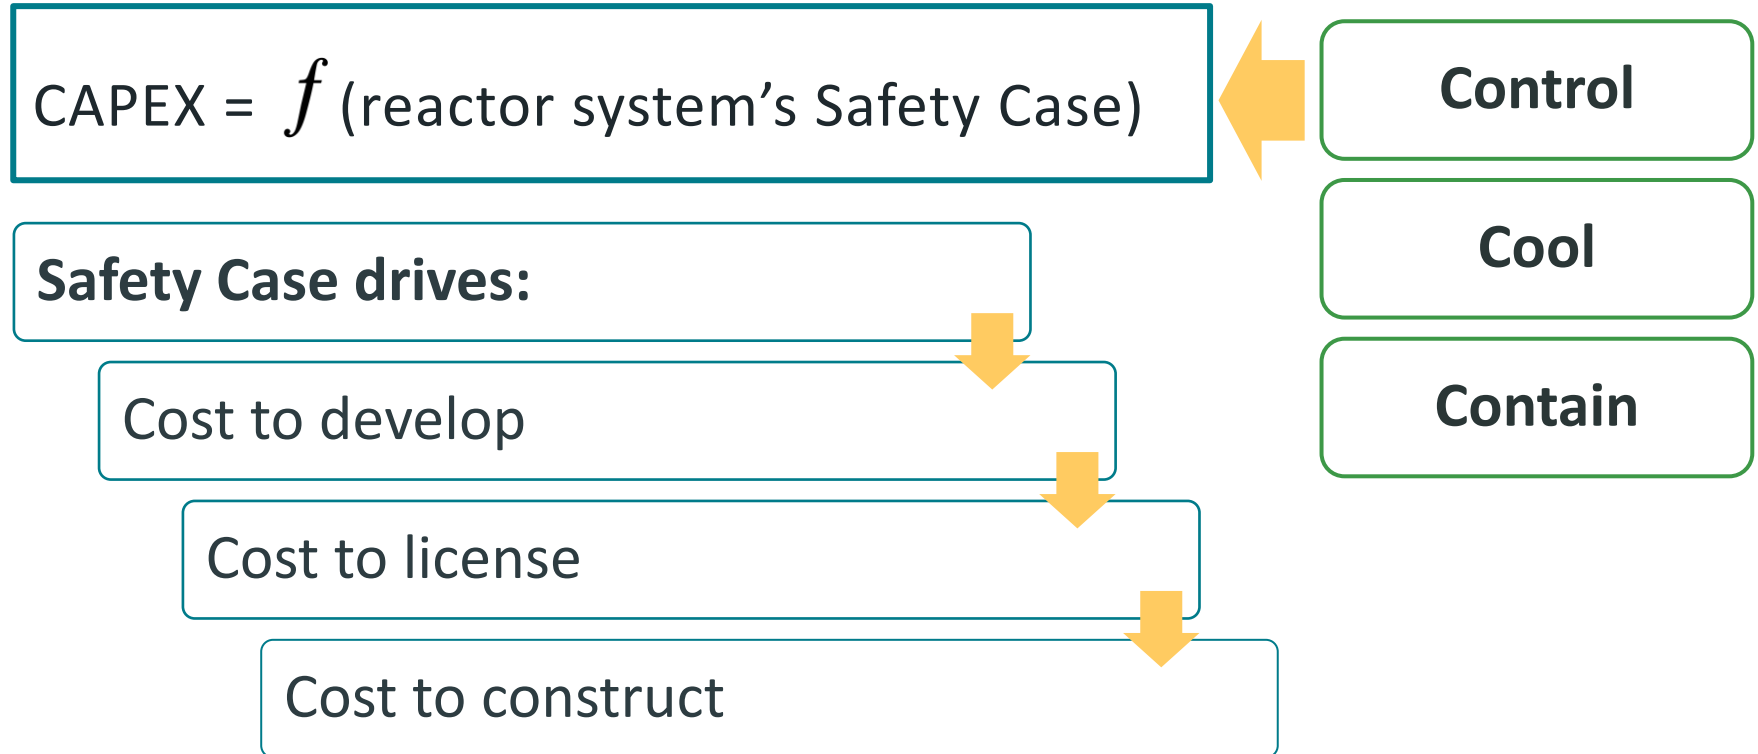 CAPEX = f (reactor system’s Safety Case)
Safety Case drives:
Cost to develop
Cost to license
Cost to construct
Control
Cool
Contain